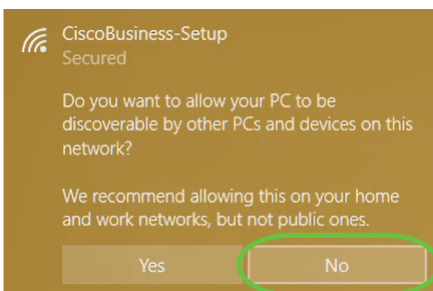 CiscoBusiness-Setup
Secured
Do you want to allow your PC to be
discoverable by other PCs and devices on this
network?
We recommend allowing this on your home
and work networks, but not public ones.
Yes
No